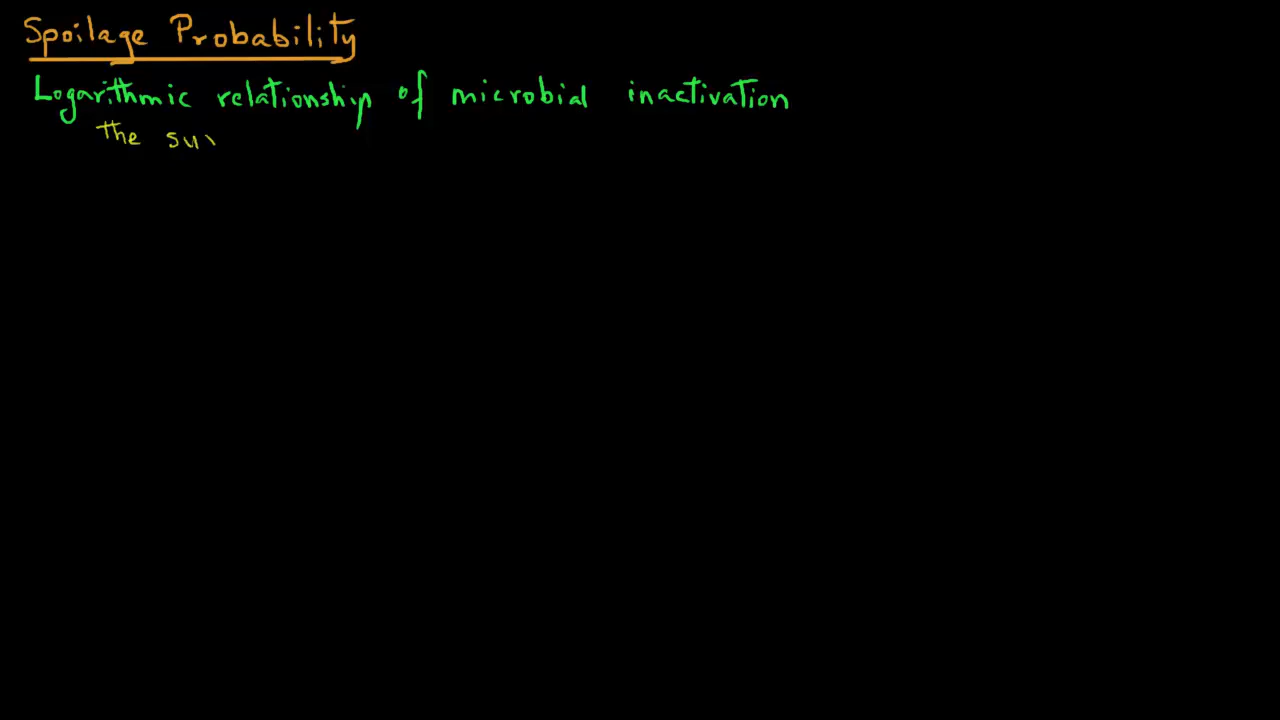 Spoilage Probability
Logarithmic relationship of microbial inactivation
the